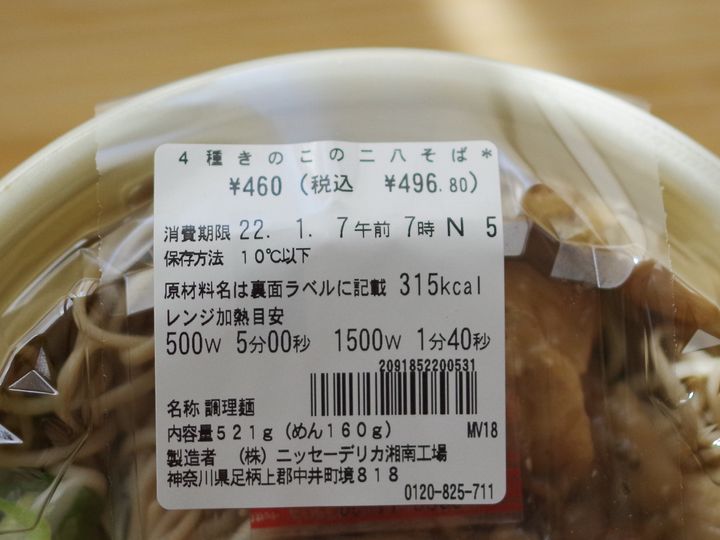 4種きのこの二八そば*
¥460 (税込 ¥496.80)
消費期限 22. 1. 7午前 7時 N 5
保存方法 10℃以下
原材料名は裏面ラベルに記載 315kcal
レンジ加熱目安
500W 5分00秒 1500W 1分40秒
2091852200531
名称 調理麺
内容量521g(めん160g) MV18
製造者 (株)ニッセーデリカ湘南工場
神奈川県足柄上郡中井町境818
0120-825-711